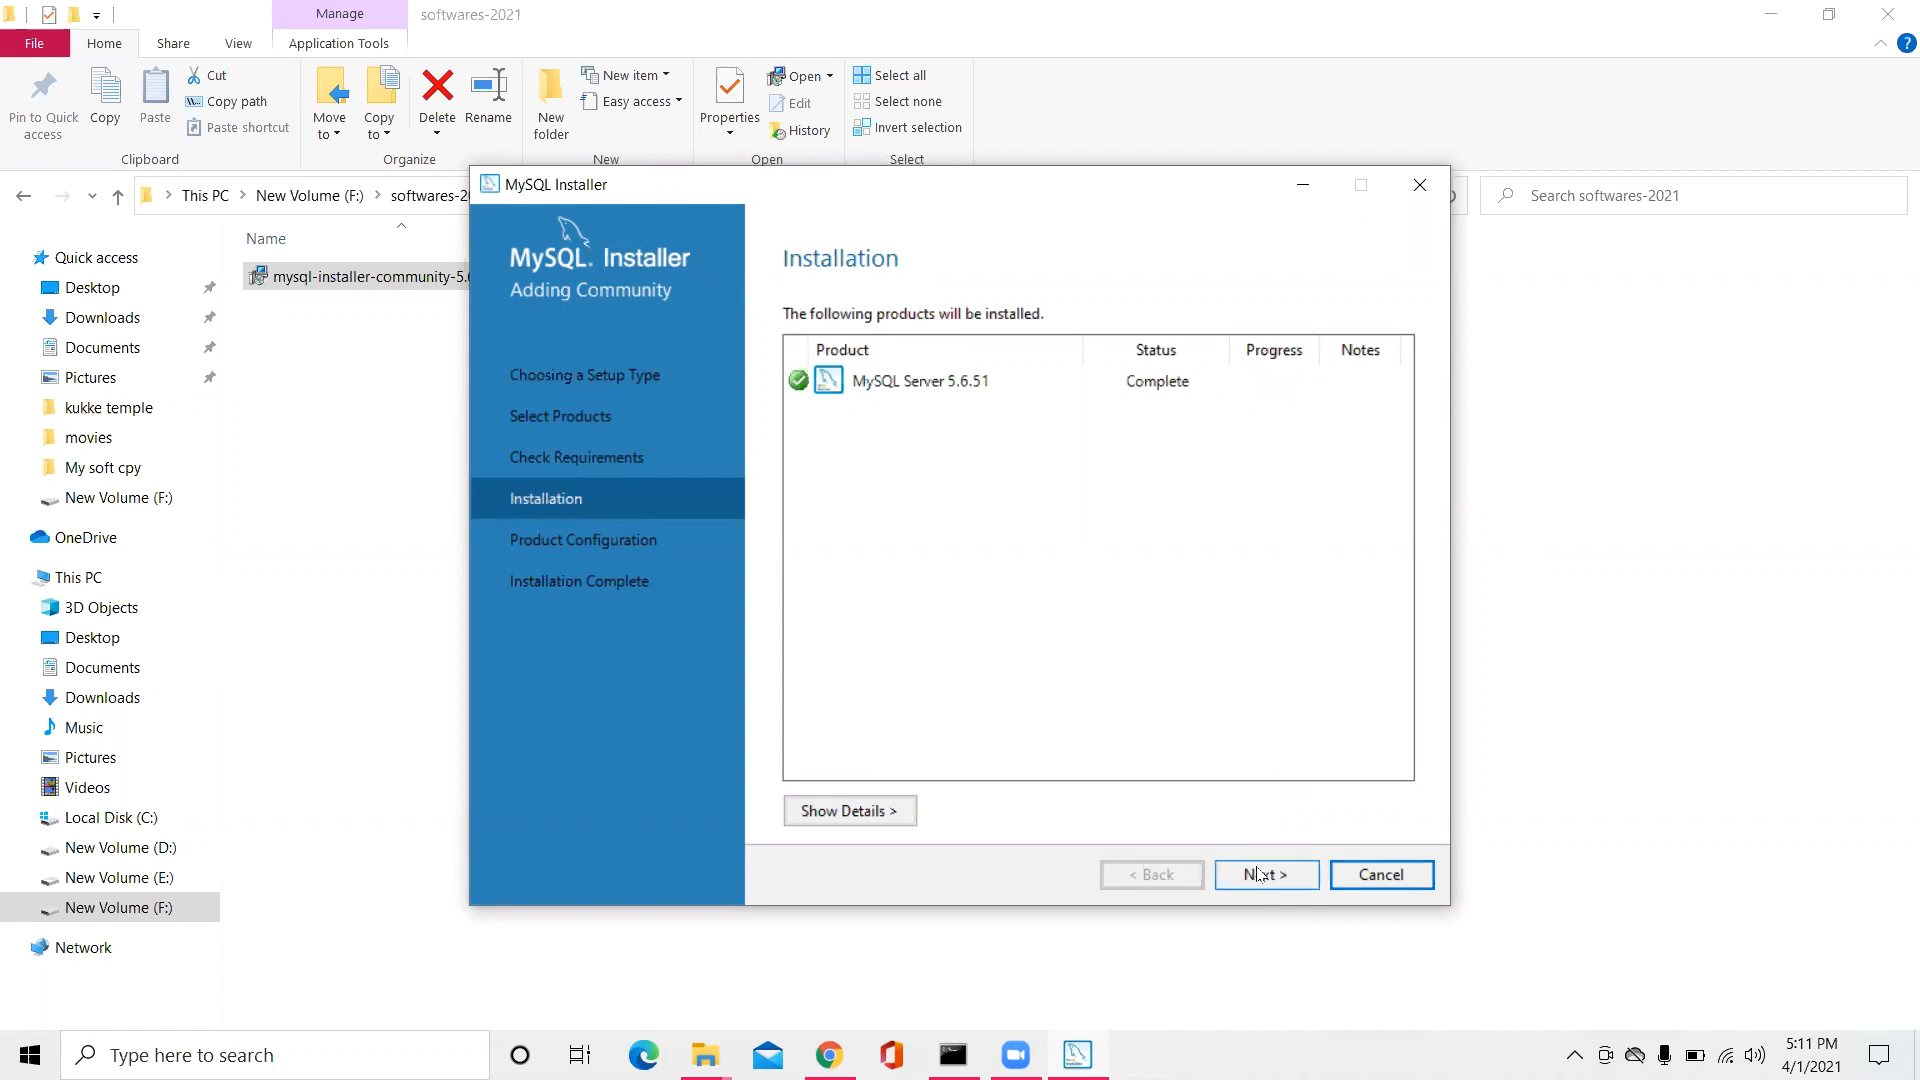 Manage
softwares-2021
File
Home
Share
View
Application Tools
Pin to Quick access
Copy
Paste
Cut
Copy path
Paste shortcut
Clipboard
Move to
Copy to
Delete
Rename
Organize
New folder
New item
Easy access
New
Properties
Open
Edit
History
Open
Select all
Select none
Invert selection
Select
This PC
New Volume (F:)
softwares-2
Search softwares-2021
Quick access
Desktop
Downloads
Documents
Pictures
kukke temple
movies
My soft cpy
New Volume (F:)
OneDrive
This PC
3D Objects
Desktop
Documents
Downloads
Music
Pictures
Videos
Local Disk (C:)
New Volume (D:)
New Volume (E:)
New Volume (F:)
Network
Name
mysql-installer-community-5.6
MySQL Installer
MySQL. Installer
Adding Community
Choosing a Setup Type
Select Products
Check Requirements
Installation
Product Configuration
Installation Complete
Installation
The following products will be installed.
Product Status Progress Notes
MySQL Server 5.6.51 Complete
Show Details >
< Back
Next >
Cancel
Type here to search
5:11 PM
4/1/2021